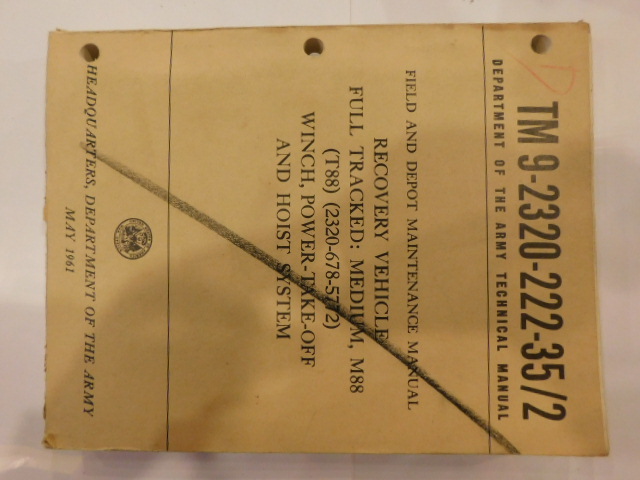 TM 9-2320-222-35/2
DEPARTMENT OF THE ARMY TECHNICAL MANUAL
FIELD AND DEPOT MAINTENANCE MANUAL
RECOVERY VEHICLE
FULL TRACKED: MEDIUM, M88
(T88) (2320-678-5772)
WINCH, POWER-TAKE-OFF
AND HOIST SYSTEM
HEADQUARTERS, DEPARTMENT OF THE ARMY
MAY 1961